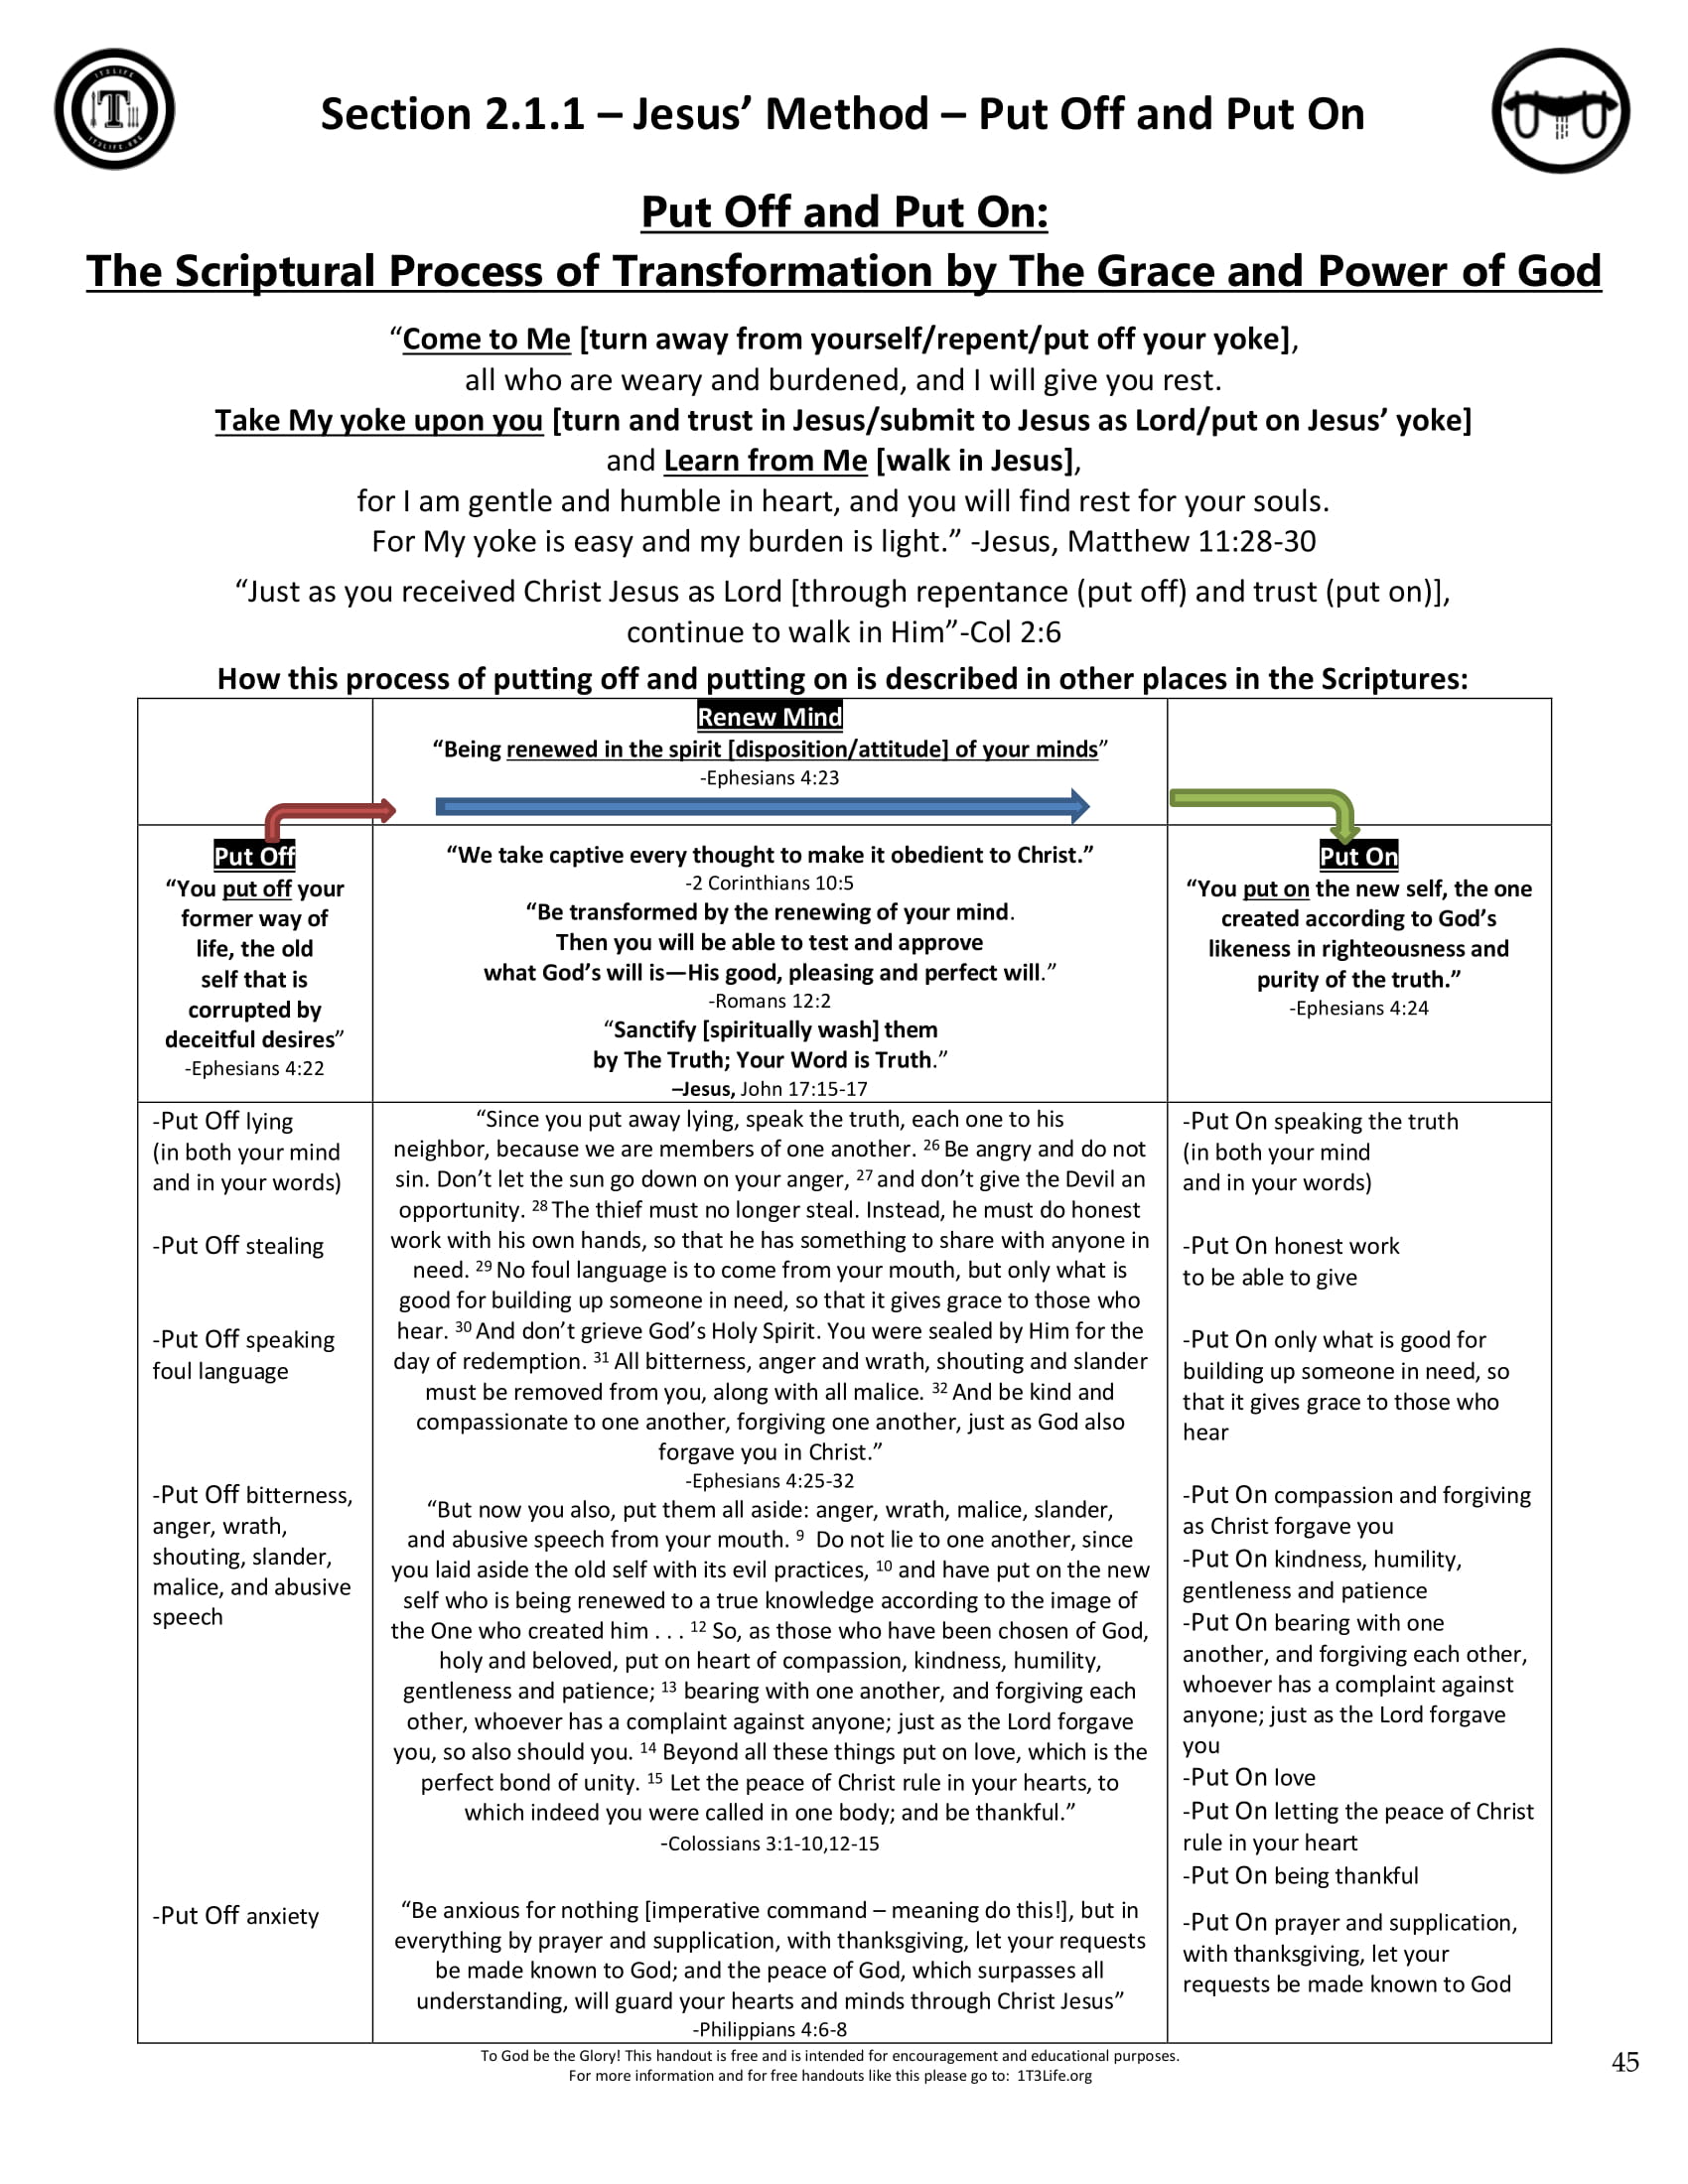 Section 2.1.1 – Jesus’ Method – Put Off and Put On
Put Off and Put On:
The Scriptural Process of Transformation by The Grace and Power of God
“Come to Me [turn away from yourself/repent/put off your yoke],
all who are weary and burdened, and I will give you rest.
Take My yoke upon you [turn and trust in Jesus/submit to Jesus as Lord/put on Jesus’ yoke]
and Learn from Me [walk in Jesus],
for I am gentle and humble in heart, and you will find rest for your souls.
For My yoke is easy and my burden is light.” -Jesus, Matthew 11:28-30
“Just as you received Christ Jesus as Lord [through repentance (put off) and trust (put on)],
continue to walk in Him”-Col 2:6
How this process of putting off and putting on is described in other places in the Scriptures:
Renew Mind
“Being renewed in the spirit [disposition/attitude] of your minds”
-Ephesians 4:23
Put Off
“You put off your
former way of
life, the old
self that is
corrupted by
deceitful desires”
-Ephesians 4:22
“We take captive every thought to make it obedient to Christ.”
-2 Corinthians 10:5
“Be transformed by the renewing of your mind.
Then you will be able to test and approve
what God’s will is—His good, pleasing and perfect will.”
-Romans 12:2
“Sanctify [spiritually wash] them
by The Truth; Your Word is Truth.”
–Jesus, John 17:15-17
Put On
“You put on the new self, the one
created according to God’s
likeness in righteousness and
purity of the truth.”
-Ephesians 4:24
-Put Off lying
(in both your mind
and in your words)
-Put Off stealing
-Put Off speaking
foul language
-Put Off bitterness,
anger, wrath,
shouting, slander,
malice, and abusive
speech
-Put Off anxiety
“Since you put away lying, speak the truth, each one to his
neighbor, because we are members of one another. 26 Be angry and do not
sin. Don’t let the sun go down on your anger, 27 and don’t give the Devil an
opportunity. 28 The thief must no longer steal. Instead, he must do honest
work with his own hands, so that he has something to share with anyone in
need. 29 No foul language is to come from your mouth, but only what is
good for building up someone in need, so that it gives grace to those who
hear. 30 And don’t grieve God’s Holy Spirit. You were sealed by Him for the
day of redemption. 31 All bitterness, anger and wrath, shouting and slander
must be removed from you, along with all malice. 32 And be kind and
compassionate to one another, forgiving one another, just as God also
forgave you in Christ.”
-Ephesians 4:25-32
“But now you also, put them all aside: anger, wrath, malice, slander,
and abusive speech from your mouth. 9 Do not lie to one another, since
you laid aside the old self with its evil practices, 10 and have put on the new
self who is being renewed to a true knowledge according to the image of
the One who created him . . . 12 So, as those who have been chosen of God,
holy and beloved, put on heart of compassion, kindness, humility,
gentleness and patience; 13 bearing with one another, and forgiving each
other, whoever has a complaint against anyone; just as the Lord forgave
you, so also should you. 14 Beyond all these things put on love, which is the
perfect bond of unity. 15 Let the peace of Christ rule in your hearts, to
which indeed you were called in one body; and be thankful.”
-Colossians 3:1-10,12-15
“Be anxious for nothing [imperative command – meaning do this!], but in
everything by prayer and supplication, with thanksgiving, let your requests
be made known to God; and the peace of God, which surpasses all
understanding, will guard your hearts and minds through Christ Jesus”
-Philippians 4:6-8
-Put On speaking the truth
(in both your mind
and in your words)
-Put On honest work
to be able to give
-Put On only what is good for
building up someone in need, so
that it gives grace to those who
hear
-Put On compassion and forgiving
as Christ forgave you
-Put On kindness, humility,
gentleness and patience
-Put On bearing with one
another, and forgiving each other,
whoever has a complaint against
anyone; just as the Lord forgave
you
-Put On love
-Put On letting the peace of Christ
rule in your heart
-Put On being thankful
-Put On prayer and supplication,
with thanksgiving, let your
requests be made known to God
To God be the Glory! This handout is free and is intended for encouragement and educational purposes.
For more information and for free handouts like this please go to: 1T3Life.org
45